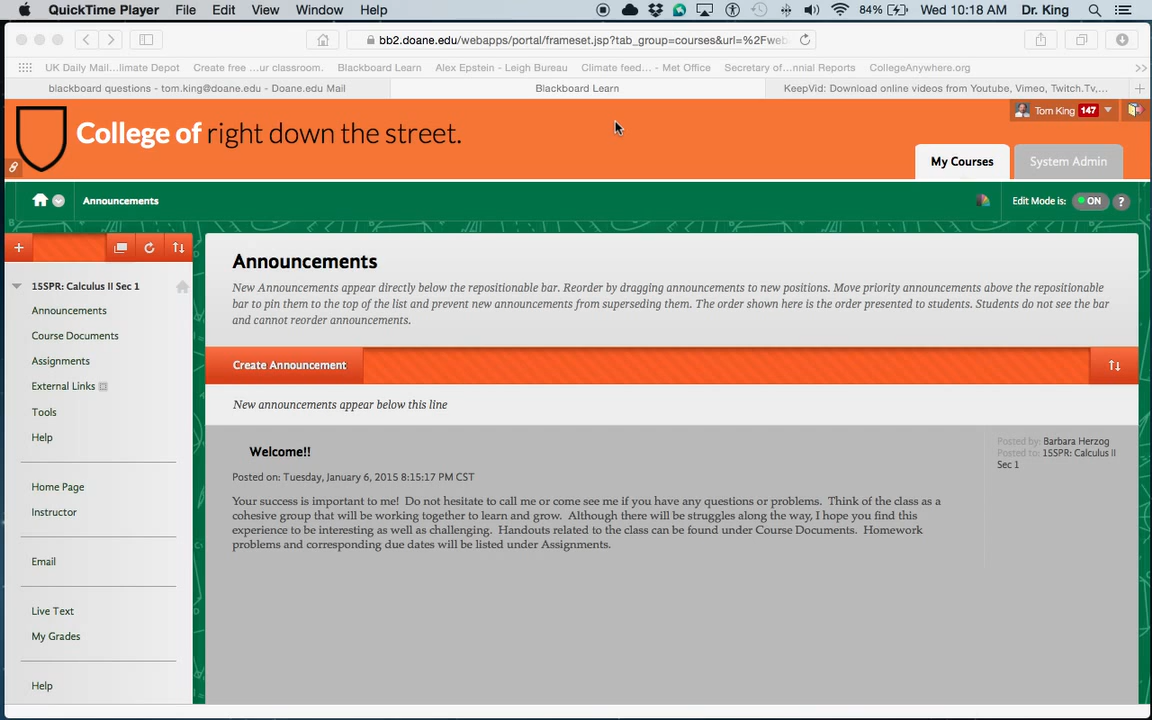 QuickTime Player File Edit View Window Help 84% Wed 10:18 AM Dr. King
bb2.doane.edu/webapps/portal/frameset.jsp?tab_group=courses&url=%2Fweb
UK Daily Mail...limate Depot Create free ...ur classroom. Blackboard Learn Alex Epstein - Leigh Bureau Climate feed... - Met Office Secretary of...nnial Reports CollegeAnywhere.org
blackboard questions - tom.king@doane.edu - Doane.edu Mail Blackboard Learn KeepVid: Download online videos from Youtube, Vimeo, Twitch.Tv,...
Tom King 147
College of right down the street.
My Courses System Admin
Announcements Edit Mode is: ON ?
Announcements
New Announcements appear directly below the repositionable bar. Reorder by dragging announcements to new positions. Move priority announcements above the repositionable
bar to pin them to the top of the list and prevent new announcements from superseding them. The order shown here is the order presented to students. Students do not see the bar
and cannot reorder announcements.
15SPR: Calculus II Sec 1
Announcements
Course Documents
Assignments
External Links
Tools
Help
Home Page
Instructor
Email
Live Text
My Grades
Help
Create Announcement
New announcements appear below this line
Welcome!!
Posted on: Tuesday, January 6, 2015 8:15:17 PM CST
Your success is important to me! Do not hesitate to call me or come see me if you have any questions or problems. Think of the class as a
cohesive group that will be working together to learn and grow. Although there will be struggles along the way, I hope you find this
experience to be interesting as well as challenging. Handouts related to the class can be found under Course Documents. Homework
problems and corresponding due dates will be listed under Assignments.
Posted by: Barbara Herzog
Posted to: 15SPR: Calculus II
Sec 1